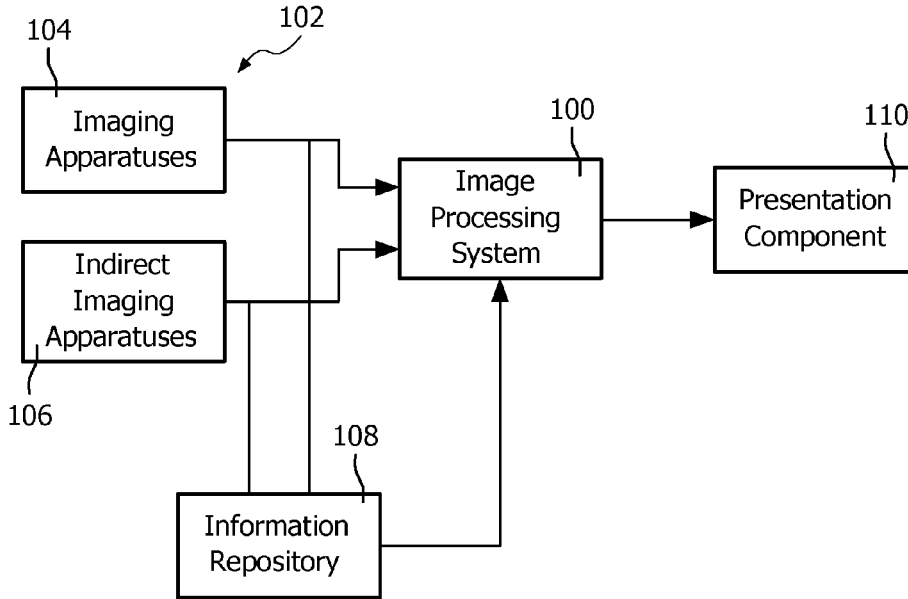 102
104
Imaging
Apparatuses
100
Image
Processing
System
110
Presentation
Component
Indirect
Imaging
Apparatuses
106
108
Information
Repository